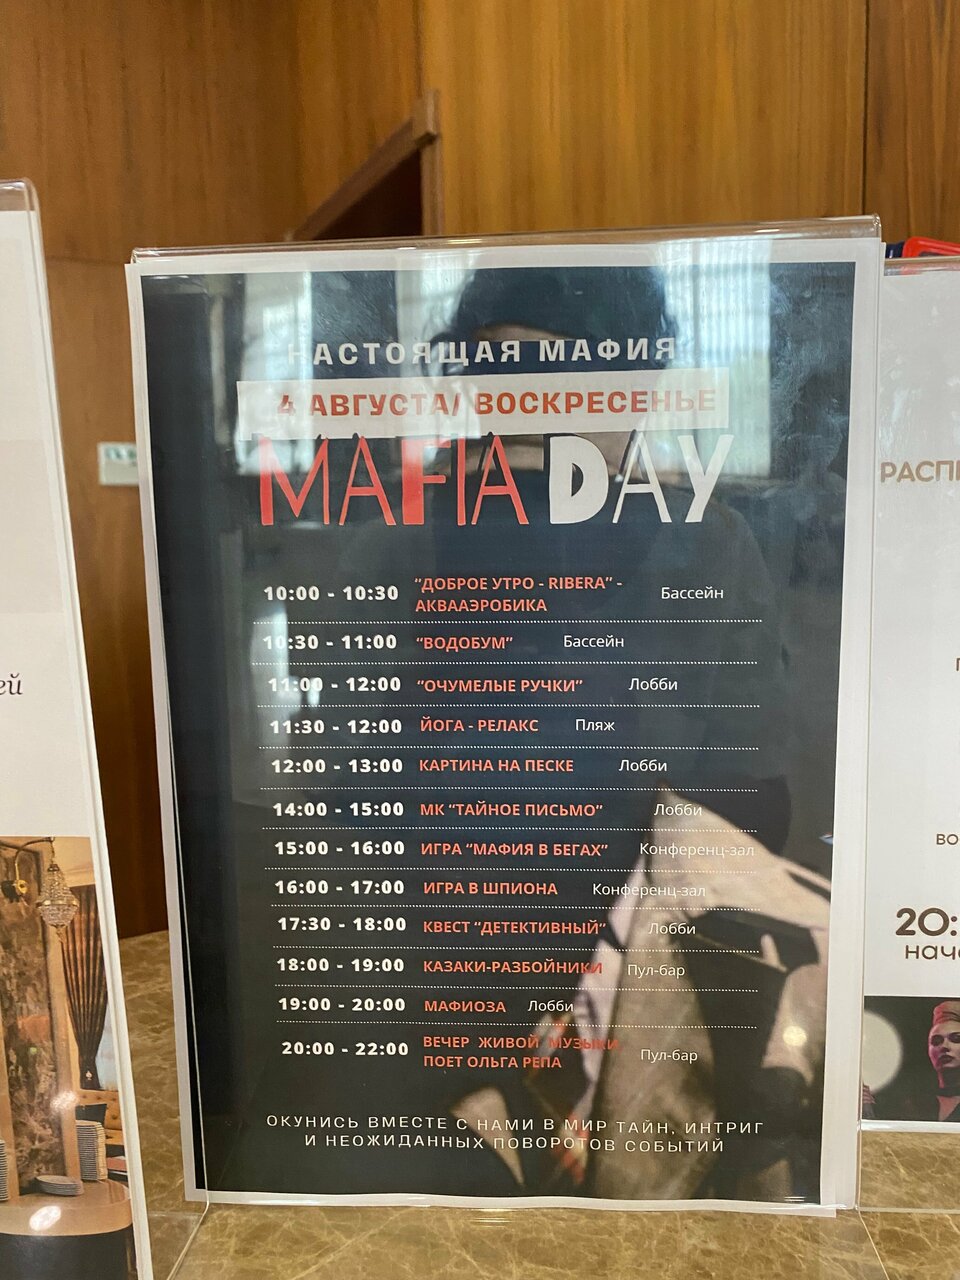 НАСТОЯЩАЯ МАФИЯ
4 АВГУСТА/ ВОСКРЕСЕНЬЕ
MAFIA DAY
10:00 - 10:30 “ДОБРОЕ УТРО - RIBERA” - АКВААЭРОБИКА Бассейн
10:30 - 11:00 “ВОДОБУМ” Бассейн
11:00 - 12:00 “ОЧУМЕЛЫЕ РУЧКИ” Лобби
11:30 - 12:00 ЙОГА - РЕЛАКС Пляж
12:00 - 13:00 КАРТИНА НА ПЕСКЕ Лобби
14:00 - 15:00 МК “ТАЙНОЕ ПИСЬМО” Лобби
15:00 - 16:00 ИГРА “МАФИЯ В БЕГАХ” Конференц-зал
16:00 - 17:00 ИГРА В ШПИОНА Конференц-зал
17:30 - 18:00 КВЕСТ “ДЕТЕКТИВНЫЙ” Лобби
18:00 - 19:00 КАЗАКИ-РАЗБОЙНИКИ Пул-бар
19:00 - 20:00 МАФИОЗА Лобби
20:00 - 22:00 ВЕЧЕР ЖИВОЙ МУЗЫКИ ПОЕТ ОЛЬГА РЕПА Пул-бар
ОКУНИСЬ ВМЕСТЕ С НАМИ В МИР ТАЙН, ИНТРИГ
И НЕОЖИДАННЫХ ПОВОРОТОВ СОБЫТИЙ